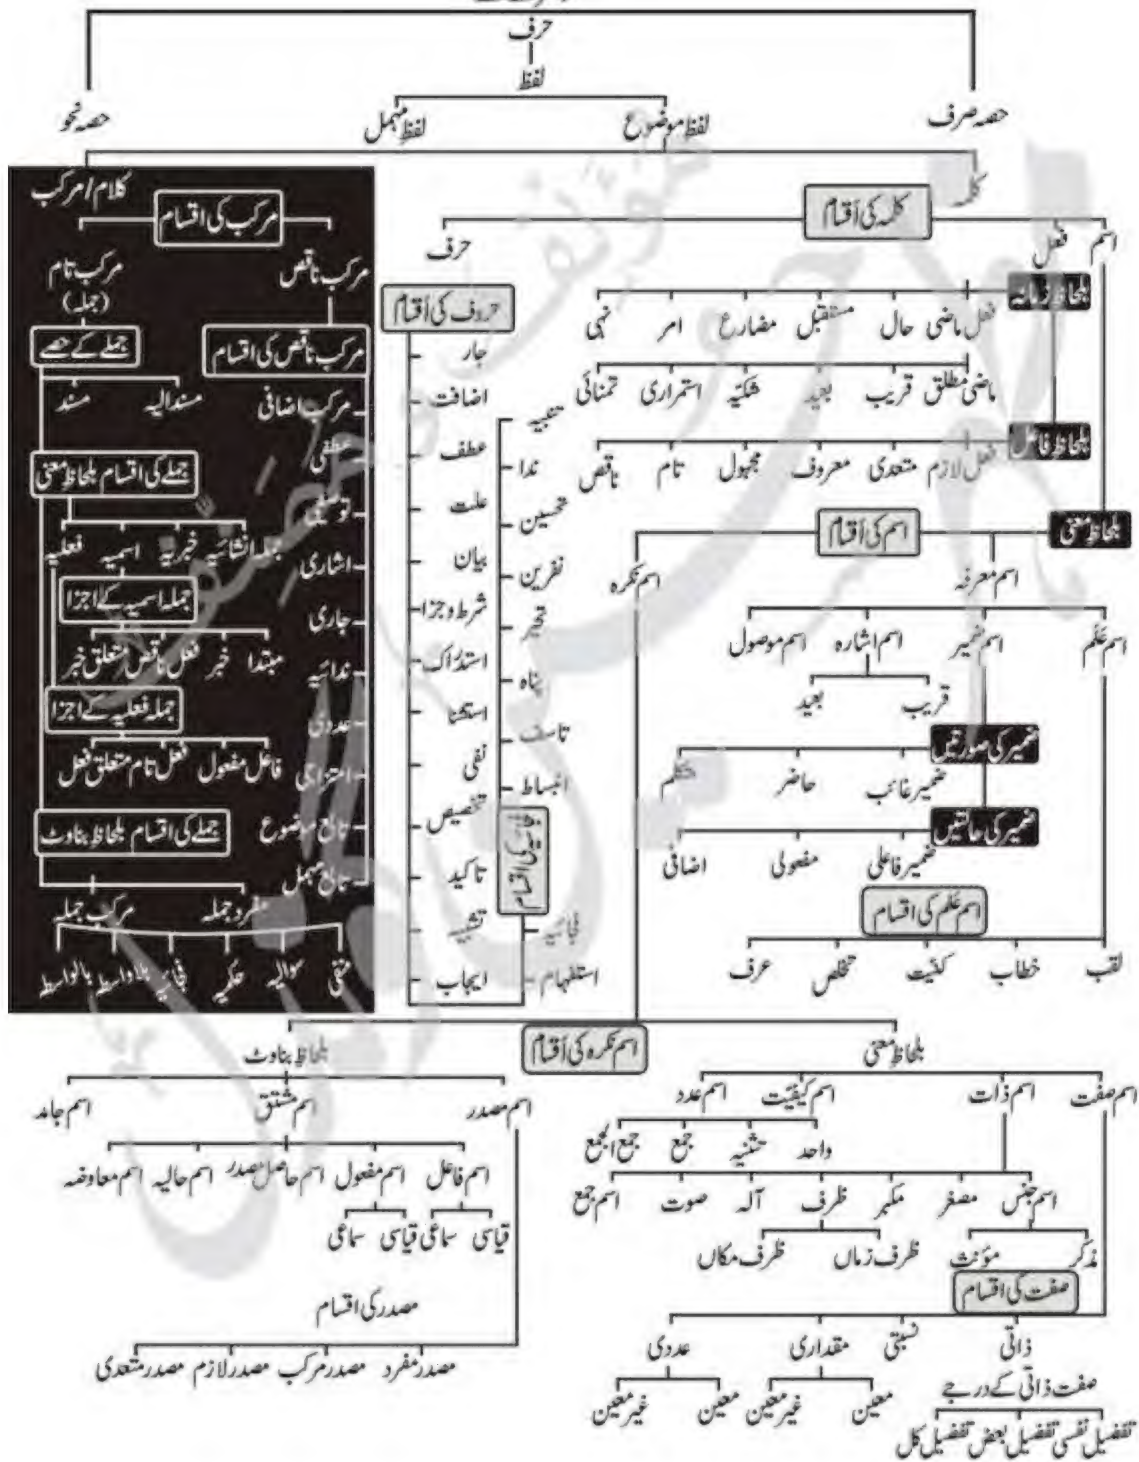 حرف
لفظ
لفظ موضوع
لفظ مہمل
حصہ صرف
حصہ نحو
کلمہ
کلام/مرکب
کلمہ کی اقسام
اسم
فعل
حرف
بلحاظ زمانہ
فعل ماضی
حال
مستقبل
مضارع
امر
نہی
ماضی مطلق
قریب
بعید
شکیّہ
استمراری
تمنائی
بلحاظ فاعل
فعل لازم
متعدی
معروف
مجہول
تام
ناقص
بلحاظ معنی
اسم کی اقسام
اسم معرفہ
اسم نکرہ
اسم عَلَم
اسم ضمیر
اسم اشارہ
اسم موصول
قریب
بعید
ضمیر کی صورتیں
ضمیر غائب
حاضر
متکلم
ضمیر کی حالتیں
ضمیر فاعلی
مفعولی
اضافی
اسم عَلَم کی اقسام
لقب
خطاب
کنیّت
تخلص
عرف
حروف کی اقسام
جار
اضافت
عطف
علت
بیان
شرط و جزا
استدراک
استثنا
نفی
تخصیص
تاکید
تشبیہ
ایجاب
تنبیہ
ندا
تحسین
نفرین
پناہ
تاسف
انبساط
فجائیہ کی اقسام
فجائیہ
استفہام
مرکب کی اقسام
مرکب ناقص
مرکب تام
(جملہ)
مرکب ناقص کی اقسام
مرکب اضافی
عطفی
توصیفی
اشاری
جاری
ندائیہ
عددی
امتزاجی
تابع موضوع
تابع مہمل
جملے کے حصے
مسند الیہ
مسند
جملے کی اقسام بلحاظ معنی
جملہ انشائیہ
خبریہ
اسمیہ
فعلیہ
جملہ اسمیہ کے اجزا
مبتدا
خبر
فعل ناقص
متعلق خبر
جملہ فعلیہ کے اجزا
فاعل
مفعول
فعل تام
متعلق فعل
جملے کی اقسام بلحاظ بناوٹ
مفرد جملہ
مرکب جملہ
منفی
سوالیہ
حکمیہ
بلاواسطہ
بالواسطہ
اسم نکرہ کی اقسام
بلحاظ معنی
بلحاظ بناوٹ
اسم صفت
اسم ذات
اسم کیفیّت
اسم عدد
واحد
تثنیہ
جمع
جمع الجمع
اسم جنس
مصغر
مکبر
ظرف
آلہ
صوت
اسم جمع
مذکر
مؤنث
ظرف زماں
ظرف مکاں
صفت کی اقسام
ذاتی
نسبتی
مقداری
عددی
صفت ذاتی کے درجے
تفضیل نفسی
تفضیل بعض
تفضیل کل
معین
غیر معین
معین
غیر معین
اسم مصدر
اسم مشتق
اسم جامد
اسم فاعل
اسم مفعول
اسم حاصل مصدر
اسم حالیہ
اسم معاوضہ
قیاسی
سماعی
قیاسی
سماعی
مصدر کی اقسام
مصدر مفرد
مصدر مرکب
مصدر لازم
مصدر متعدی